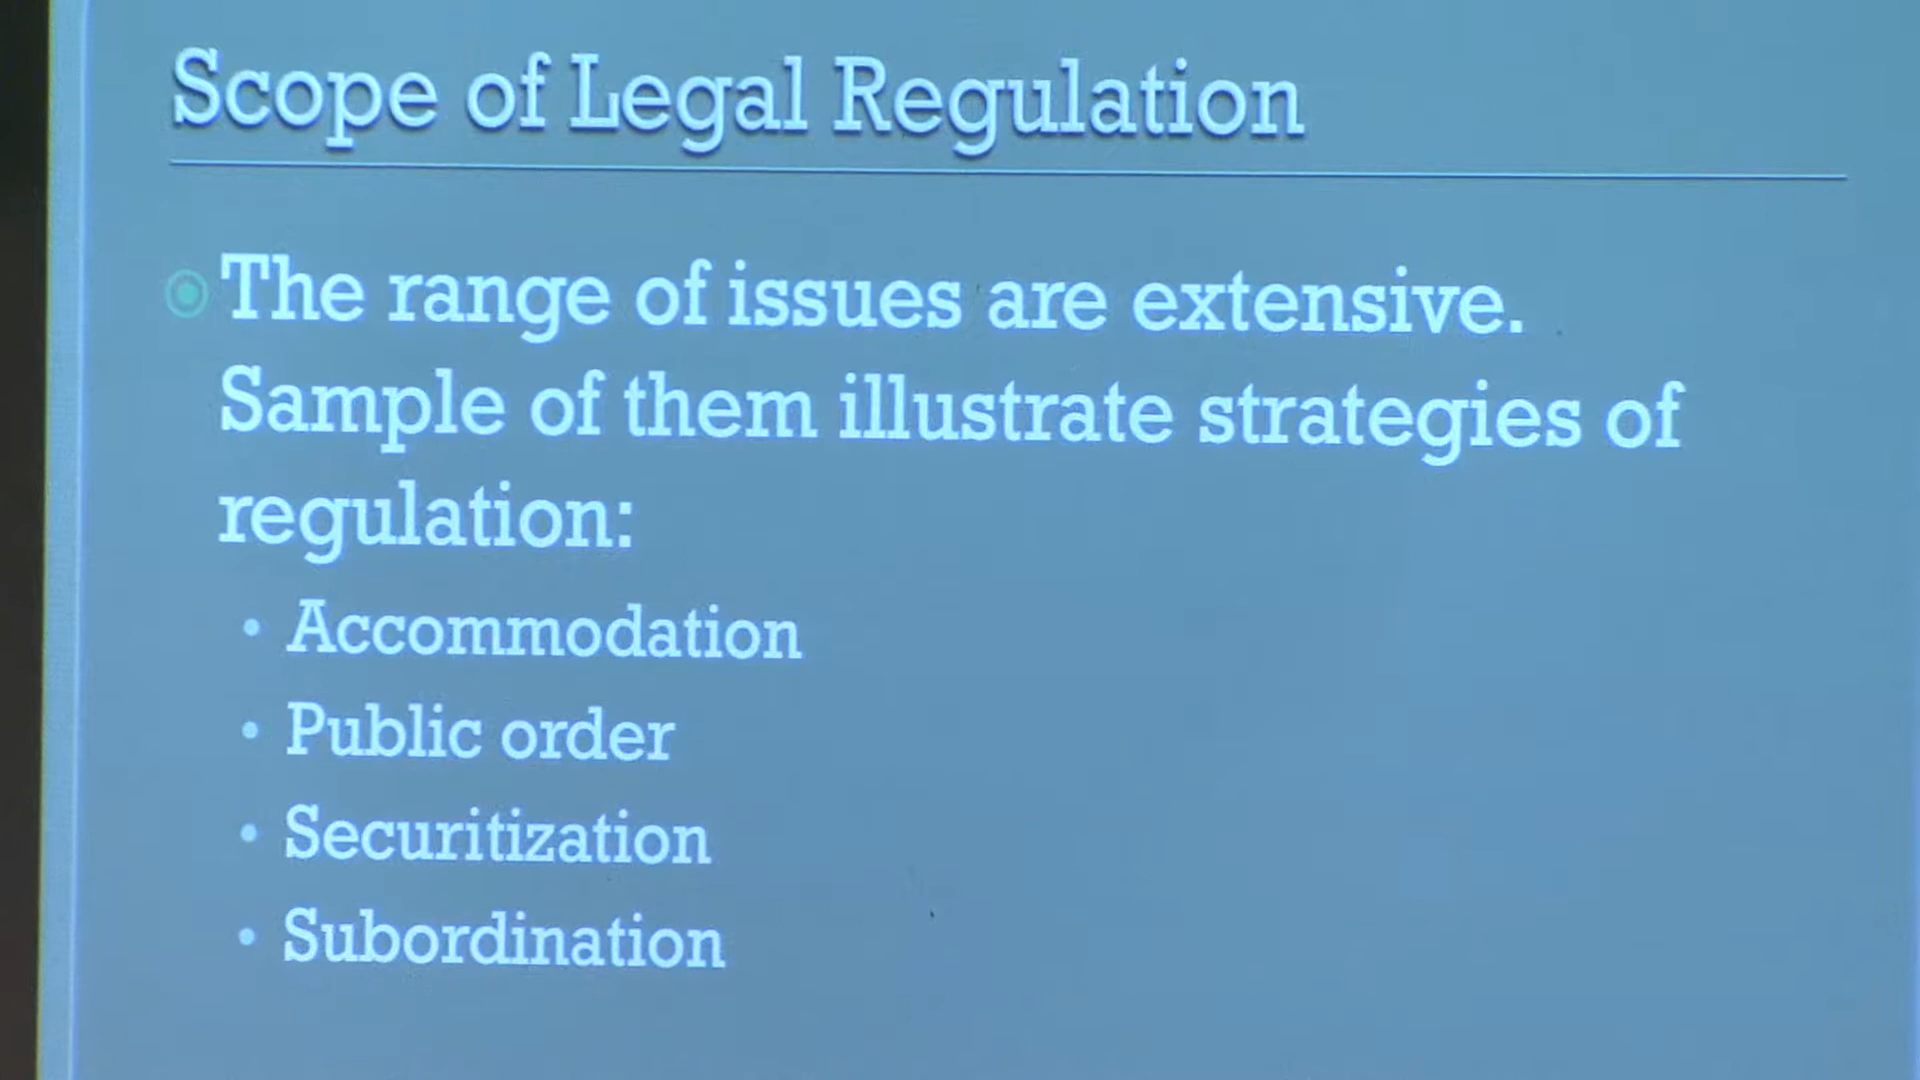 Scope of Legal Regulation
The range of issues are extensive.
Sample of them illustrate strategies of
regulation:
• Accommodation
• Public order
• Securitization
• Subordination